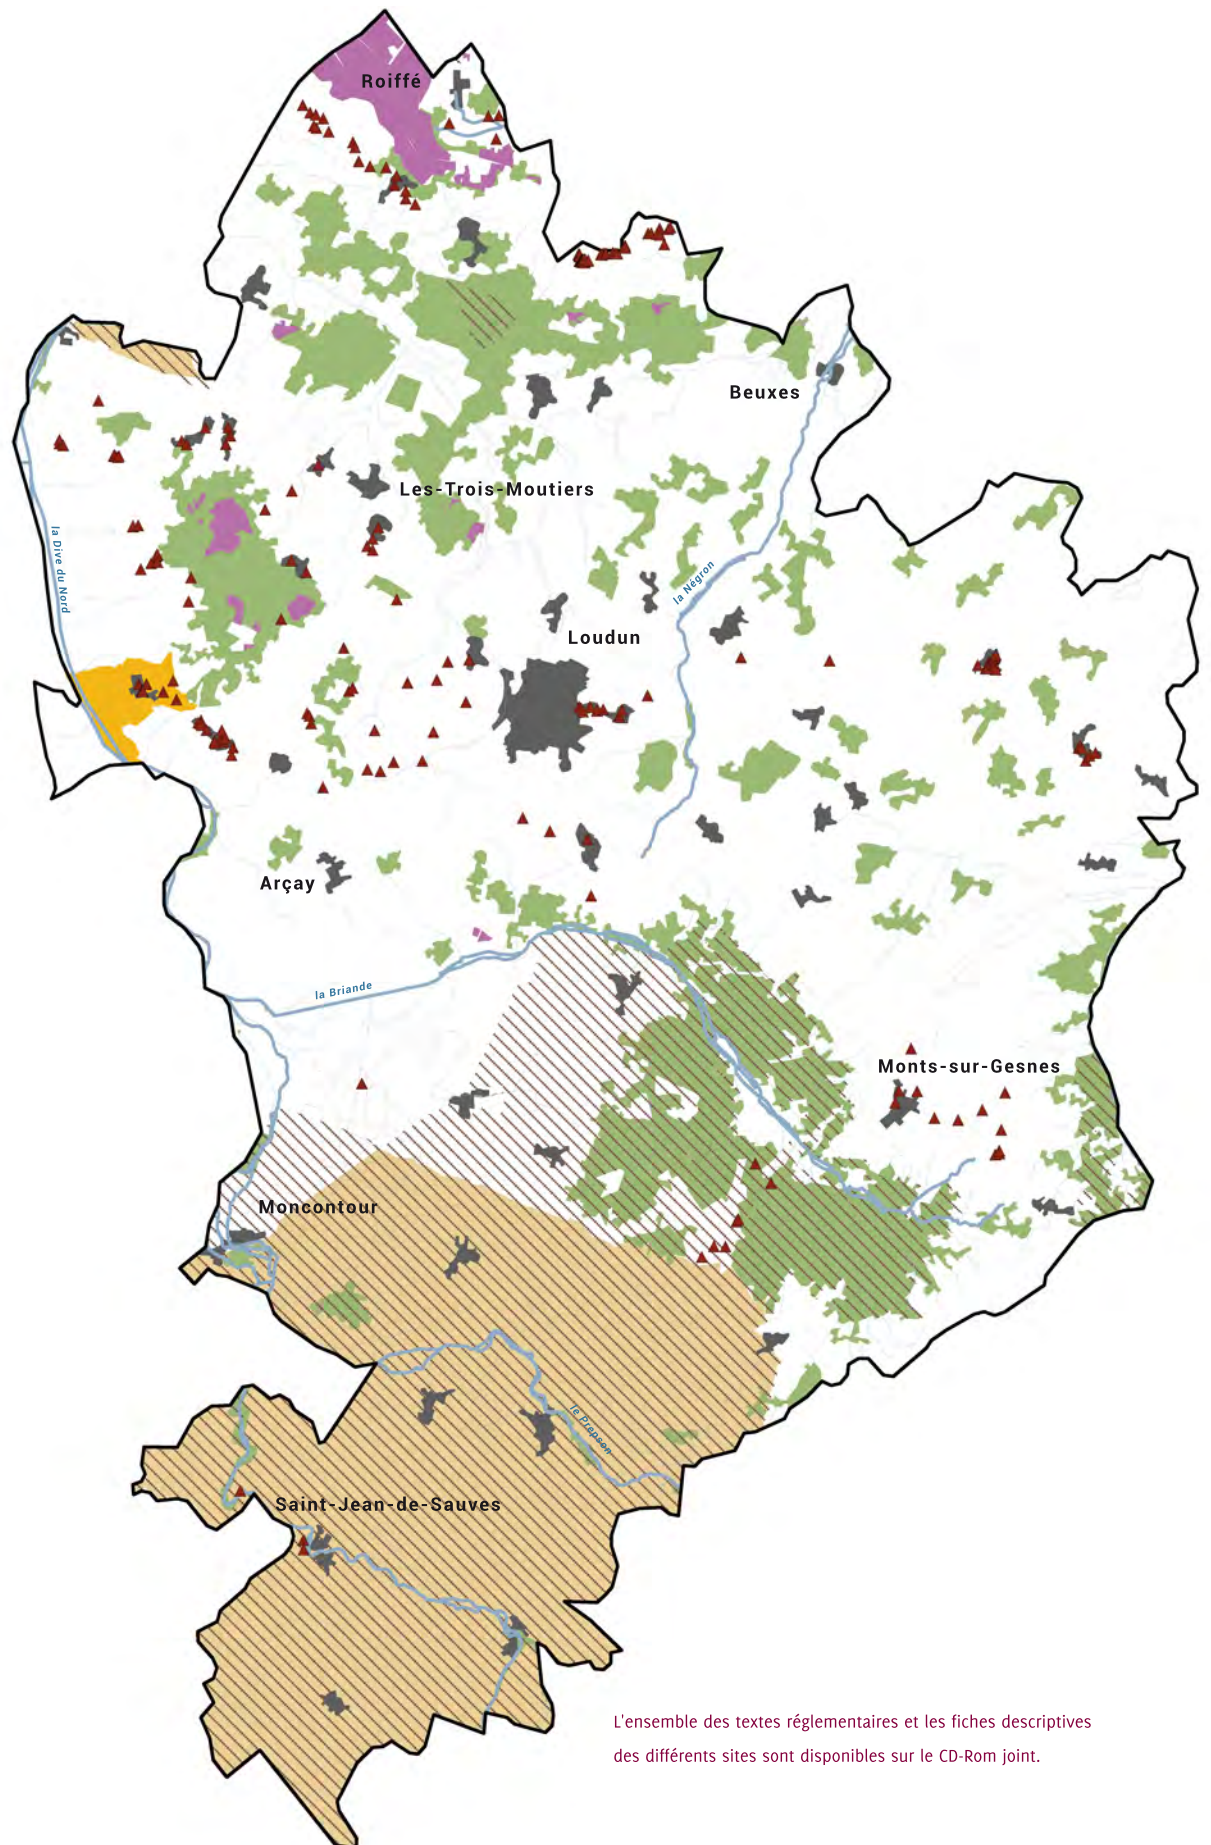 Roiffé
Beuxes
Les-Trois-Moutiers
la Dive du Nord
la Négron
Loudun
Arçay
la Briande
Monts-sur-Gesnes
Moncontour
le Prepson
Saint-Jean-de-Sauves
L'ensemble des textes réglementaires et les fiches descriptives
des différents sites sont disponibles sur le CD-Rom joint.